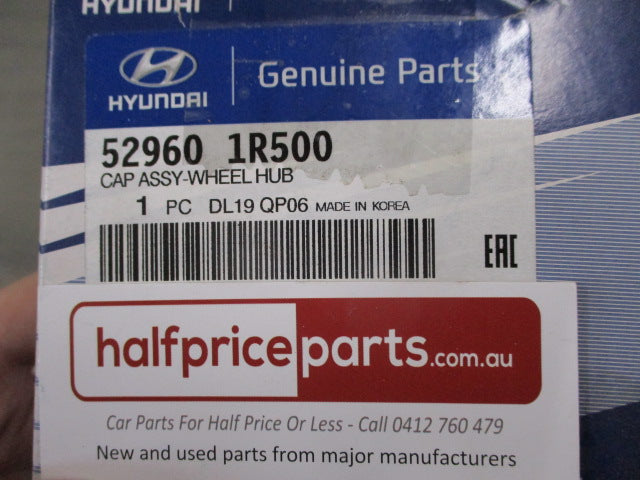 HYUNDAI
HYUNDAI
Genuine Parts
52960 1R500
CAP ASSY-WHEEL HUB
1 PC DL19 QP06 MADE IN KOREA
EAC
halfpriceparts.com.au
Car Parts For Half Price Or Less - Call 0412 760 479
New and used parts from major manufacturers